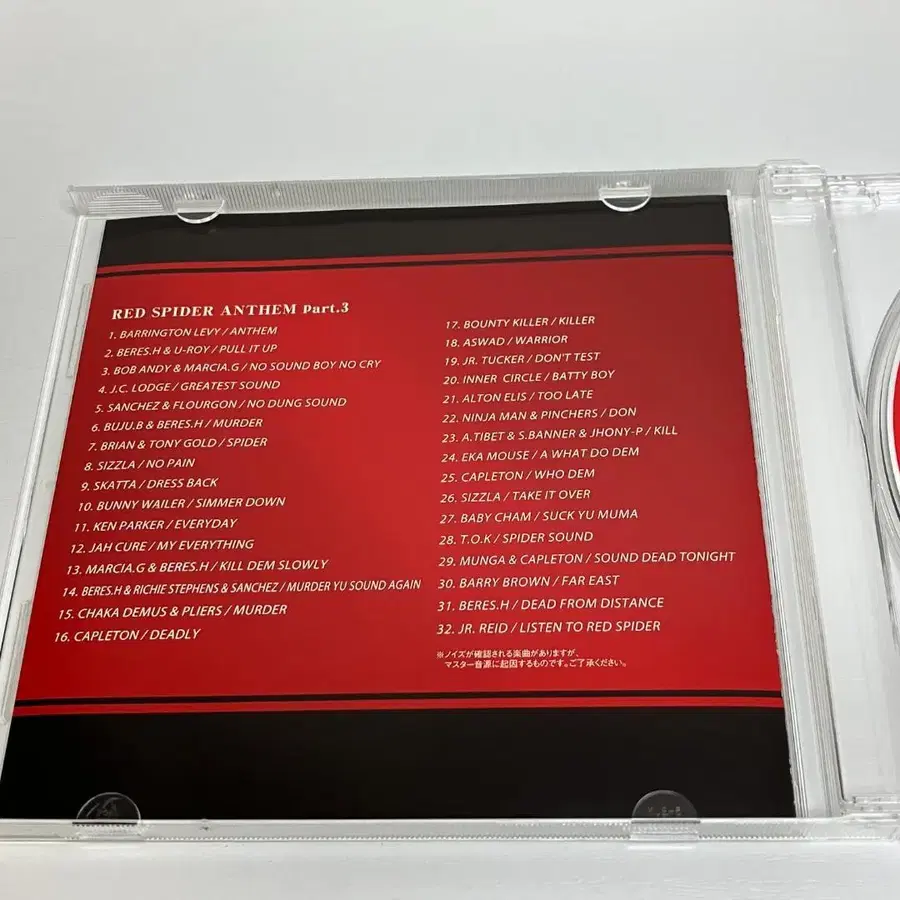 RED SPIDER ANTHEM Part.3
1. BARRINGTON LEVY / ANTHEM
2. BERES.H & U-ROY / PULL IT UP
3. BOB ANDY & MARCIA.G / NO SOUND BOY NO CRY
4. J.C. LODGE / GREATEST SOUND
5. SANCHEZ & FLOURGON / NO DUNG SOUND
6. BUJU.B & BERES.H / MURDER
7. BRIAN & TONY GOLD / SPIDER
8. SIZZLA / NO PAIN
9. SKATTA / DRESS BACK
10. BUNNY WAILER / SIMMER DOWN
11. KEN PARKER / EVERYDAY
12. JAH CURE / MY EVERYTHING
13. MARCIA.G & BERES.H / KILL DEM SLOWLY
14. BERES.H & RICHIE STEPHENS & SANCHEZ / MURDER YU SOUND AGAIN
15. CHAKA DEMUS & PLIERS / MURDER
16. CAPLETON / DEADLY
17. BOUNTY KILLER / KILLER
18. ASWAD / WARRIOR
19. JR. TUCKER / DON'T TEST
20. INNER CIRCLE / BATTY BOY
21. ALTON ELIS / TOO LATE
22. NINJA MAN & PINCHERS / DON
23. A.TIBET & S.BANNER & JHONY-P / KILL
24. EKA MOUSE / A WHAT DO DEM
25. CAPLETON / WHO DEM
26. SIZZLA / TAKE IT OVER
27. BABY CHAM / SUCK YU MUMA
28. T.O.K / SPIDER SOUND
29. MUNGA & CAPLETON / SOUND DEAD TONIGHT
30. BARRY BROWN / FAR EAST
31. BERES.H / DEAD FROM DISTANCE
32. JR. REID / LISTEN TO RED SPIDER
※ノイズが確認される楽曲がありますが、
マスター音源に起因するものです。ご了承ください。